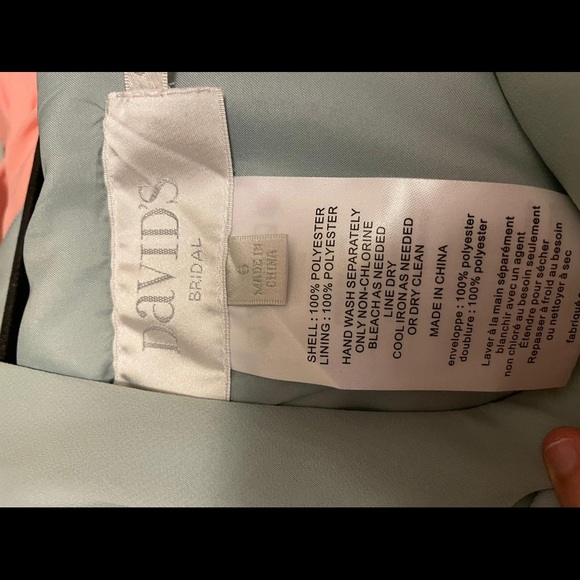 DaVID'S
BRIDAL
6
MADE IN
CHINA
SHELL : 100% POLYESTER
LINING : 100% POLYESTER
HAND WASH SEPARATELY
ONLY NON-CHLORINE
BLEACH AS NEEDED
LINE DRY
COOL IRON AS NEEDED
OR DRY CLEAN
MADE IN CHINA
enveloppe : 100% polyester
doublure : 100% polyester
Laver à la main séparément
blanchir avec un agent
non chloré au besoin seulement
Étendre pour sécher
Repasser à froid au besoin
ou nettoyer à sec